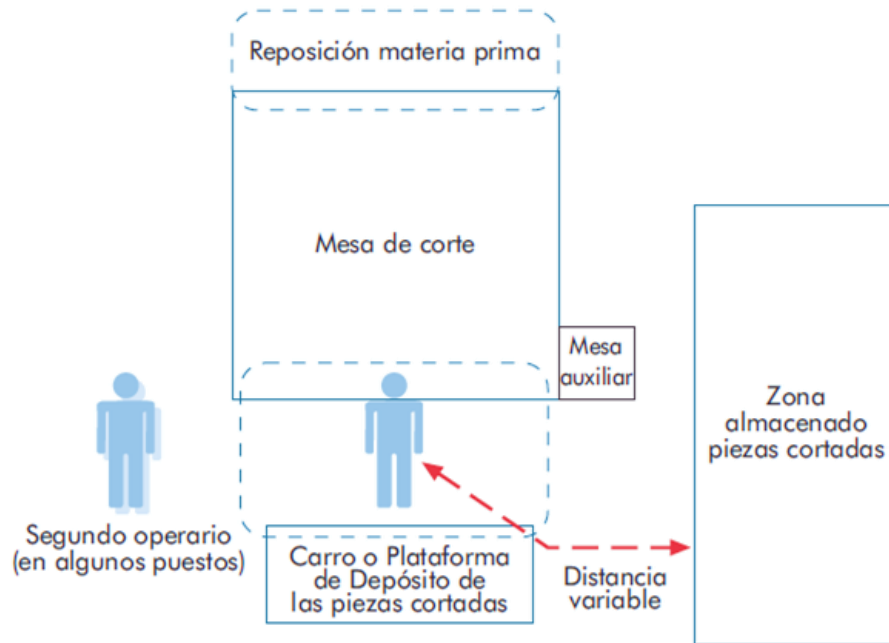 Reposición materia prima
Mesa de corte
Mesa
auxiliar
Zona
almacenado
piezas cortadas
Segundo operario
(en algunos puestos)
Carro o Plataforma
de Depósito de
las piezas cortadas
Distancia
variable